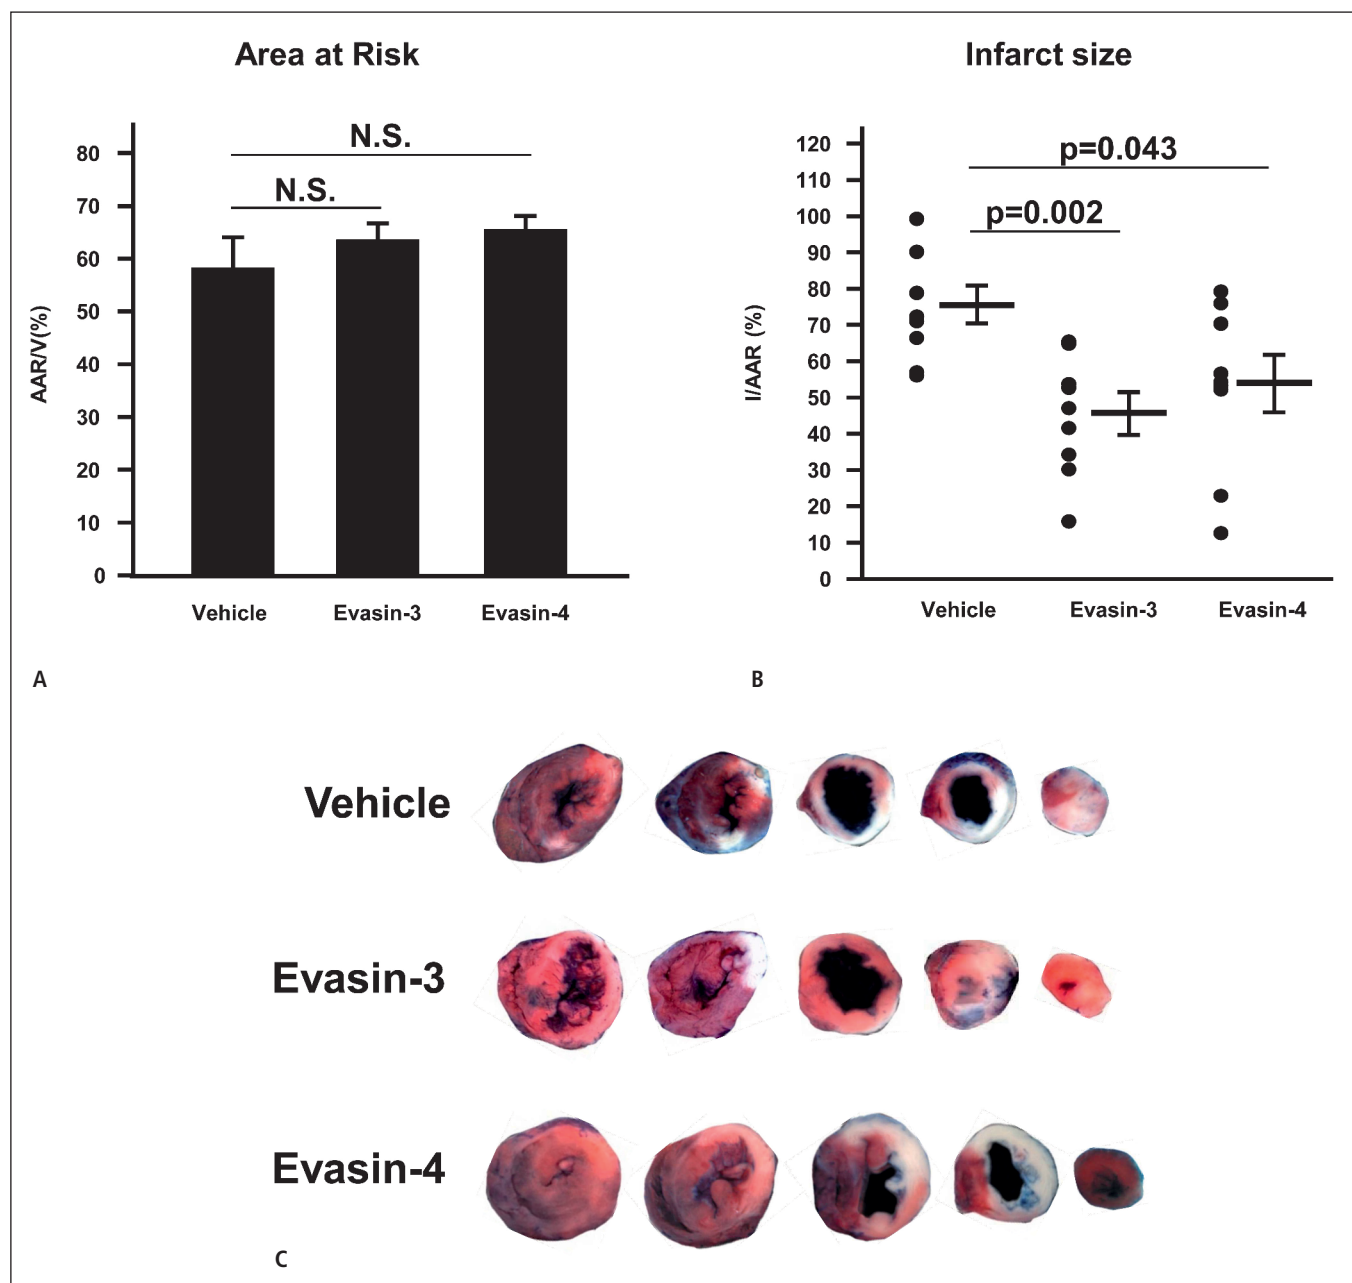 Area at Risk
N.S.
N.S.
AAR/V(%)
80
70
60
50
40
30
20
10
0
Vehicle Evasin-3 Evasin-4
A
Infarct size
p=0.043
p=0.002
I/AAR (%)
120
110
100
90
80
70
60
50
40
30
20
10
0
Vehicle Evasin-3 Evasin-4
B
Vehicle
Evasin-3
Evasin-4
C